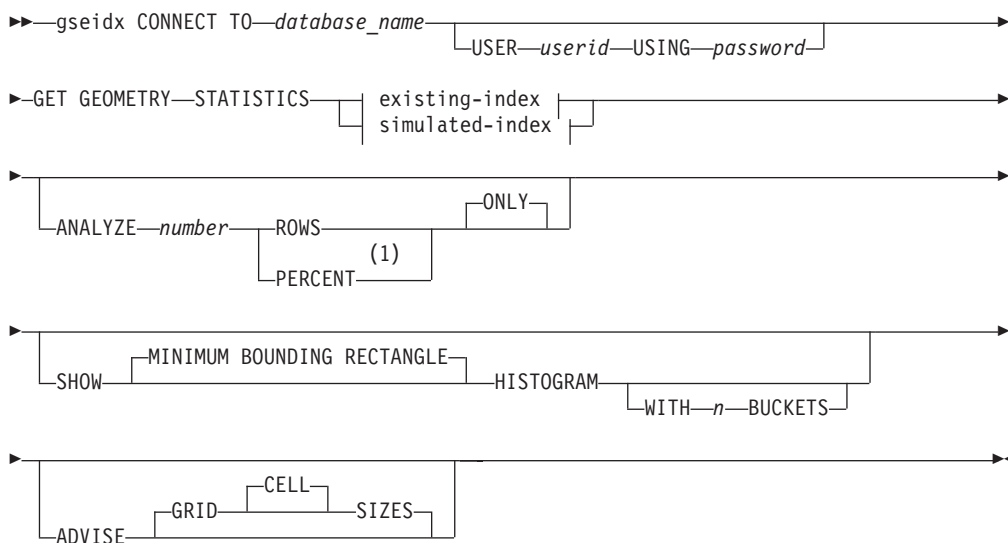 gseidx CONNECT TO database_name
USER userid USING password
GET GEOMETRY STATISTICS existing-index
simulated-index
ONLY
ANALYZE number ROWS
(1)
PERCENT
MINIMUM BOUNDING RECTANGLE
SHOW HISTOGRAM
WITH n BUCKETS
CELL
GRID SIZES
ADVISE